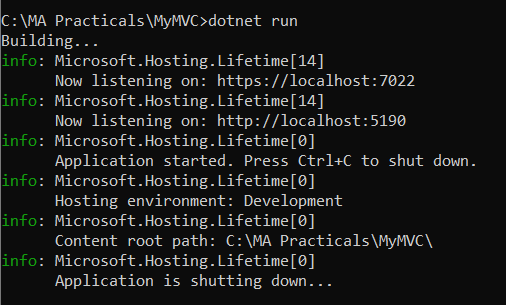 C:\MA Practicals\MyMVC>dotnet run
Building...
info: Microsoft.Hosting.Lifetime[14]
      Now listening on: https://localhost:7022
info: Microsoft.Hosting.Lifetime[14]
      Now listening on: http://localhost:5190
info: Microsoft.Hosting.Lifetime[0]
      Application started. Press Ctrl+C to shut down.
info: Microsoft.Hosting.Lifetime[0]
      Hosting environment: Development
info: Microsoft.Hosting.Lifetime[0]
      Content root path: C:\MA Practicals\MyMVC\
info: Microsoft.Hosting.Lifetime[0]
      Application is shutting down...